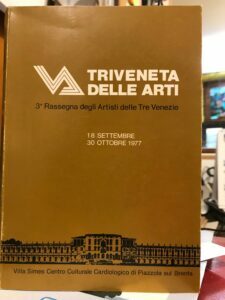 TRIVENETA
DELLE ARTI
3ª Rassegna degli Artisti delle Tre Venezie
18 SETTEMBRE
30 OTTOBRE 1977
Villa Simes Centro Culturale Cardiologico di Piazzola sul Brenta